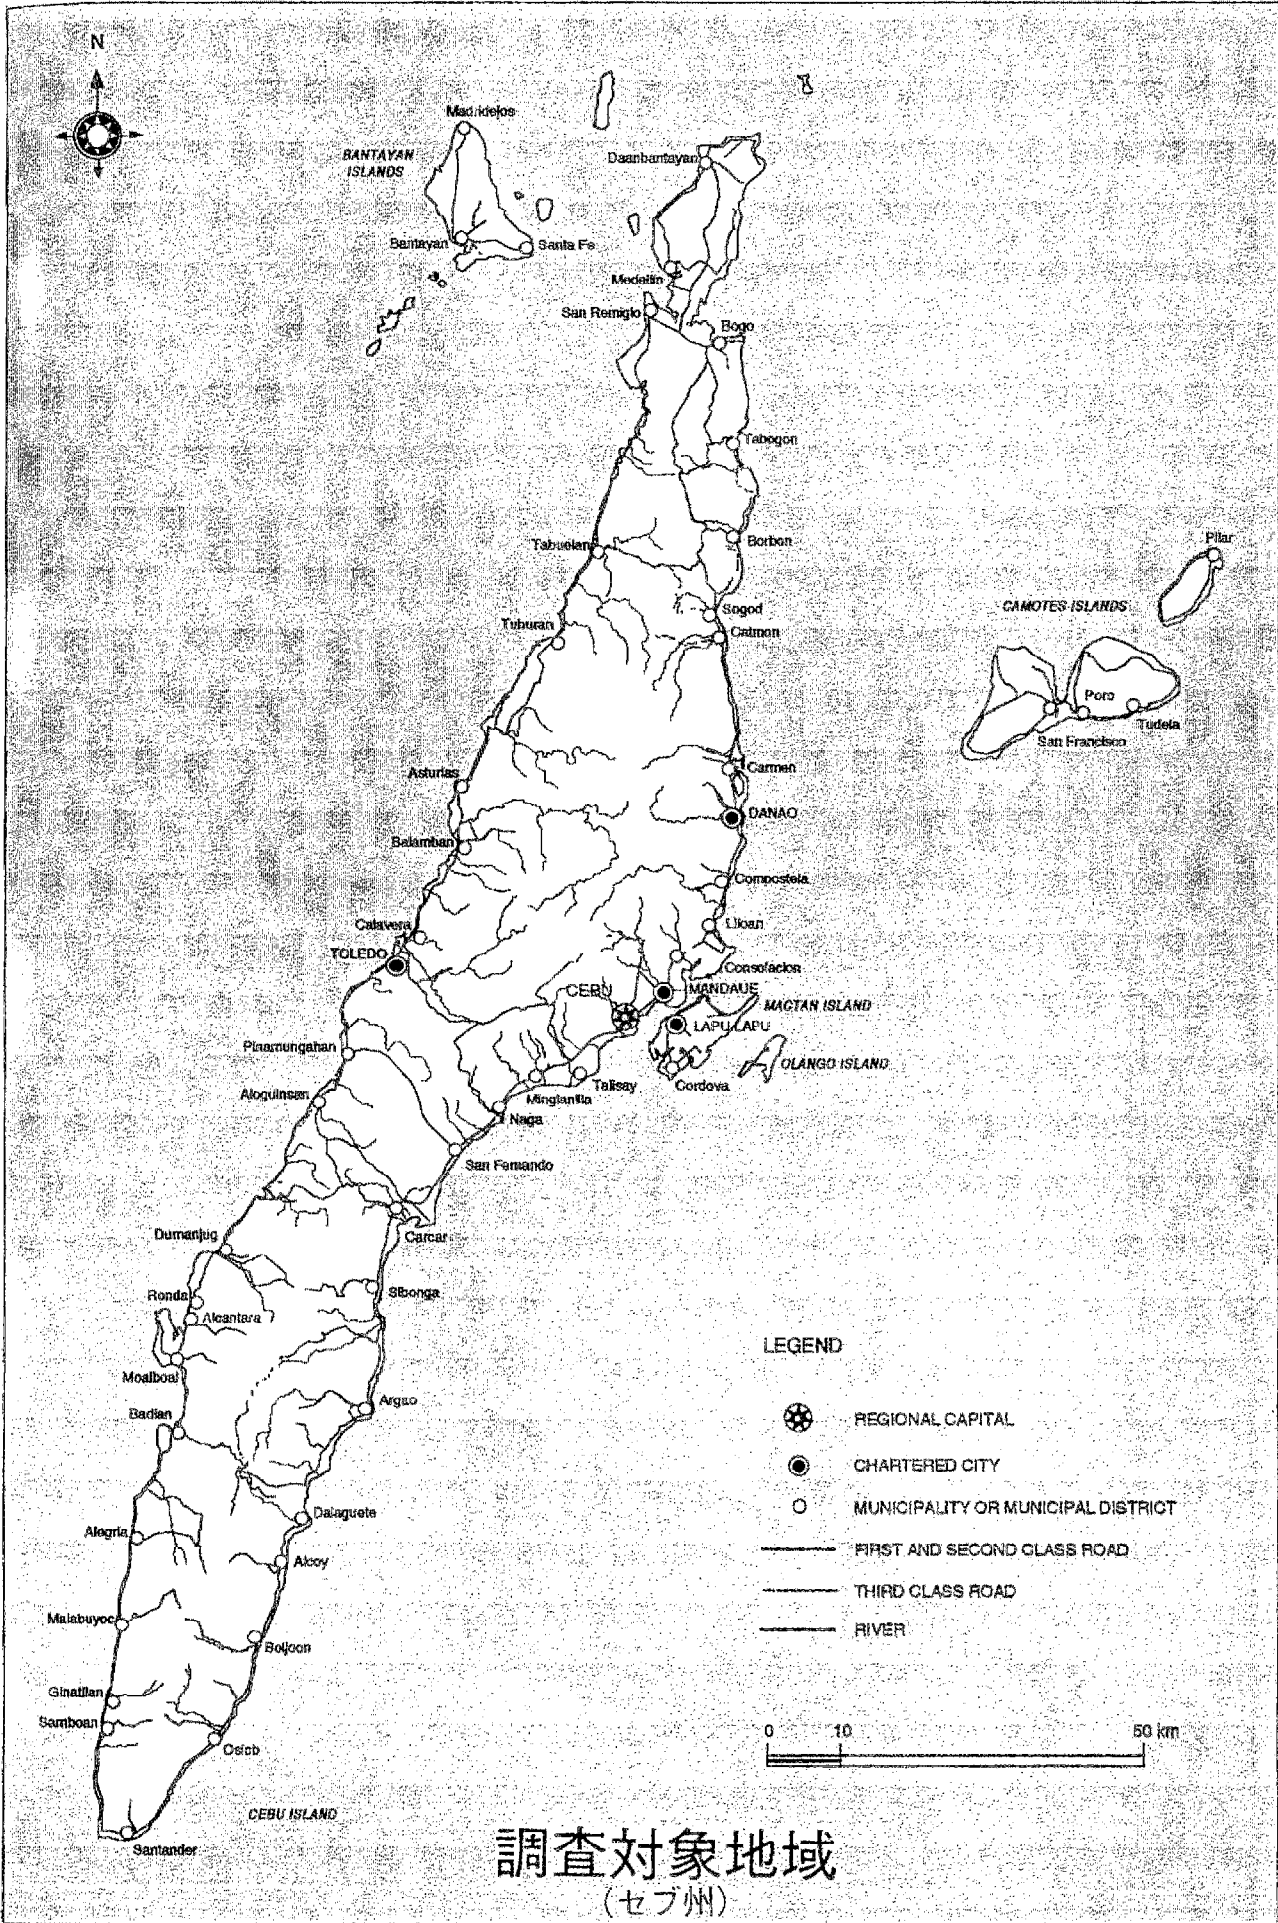 N
Madridejos
BANTAYAN
ISLANDS
Daanbantayan
Bantayan
Santa Fe
Medellin
San Remigio
Bogo
Tabogon
Tabuelan
Borbon
Pilar
CAMOTES ISLANDS
Sogod
Tuburan
Catmon
Poro
Tudela
San Francisco
Asturias
Carmen
DANAO
Balamban
Compostela
Calavera
Liloan
TOLEDO
Consolacion
CEBU
MANDAUE
MACTAN ISLAND
LAPU LAPU
Pinamungahan
OLANGO ISLAND
Talisay
Cordova
Aloguinsan
Minglanilla
Naga
San Fernando
Dumanjug
Carcar
Ronda
Sibonga
Alcantara
LEGEND
Moalboal
Argao
Badian
REGIONAL CAPITAL
CHARTERED CITY
MUNICIPALITY OR MUNICIPAL DISTRICT
Dalaguete
Alegria
FIRST AND SECOND CLASS ROAD
Alcoy
THIRD CLASS ROAD
Malabuyoc
RIVER
Boljoon
Ginatilan
Samboan
0 10 50 km
Oslob
CEBU ISLAND
Santander
調査対象地域
(セブ州)